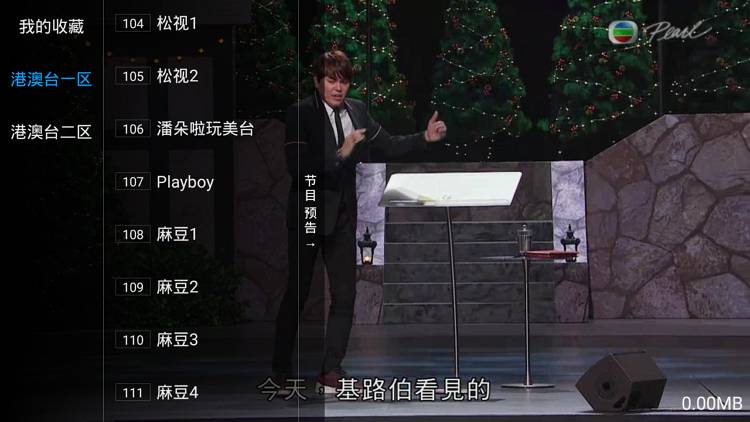 我的收藏
港澳台一区
港澳台二区
104 松视1
105 松视2
106 潘朵啦玩美台
107 Playboy
108 麻豆1
109 麻豆2
110 麻豆3
111 麻豆4
节目预告→
Pearl
今天，基路伯看見的
0.00MB